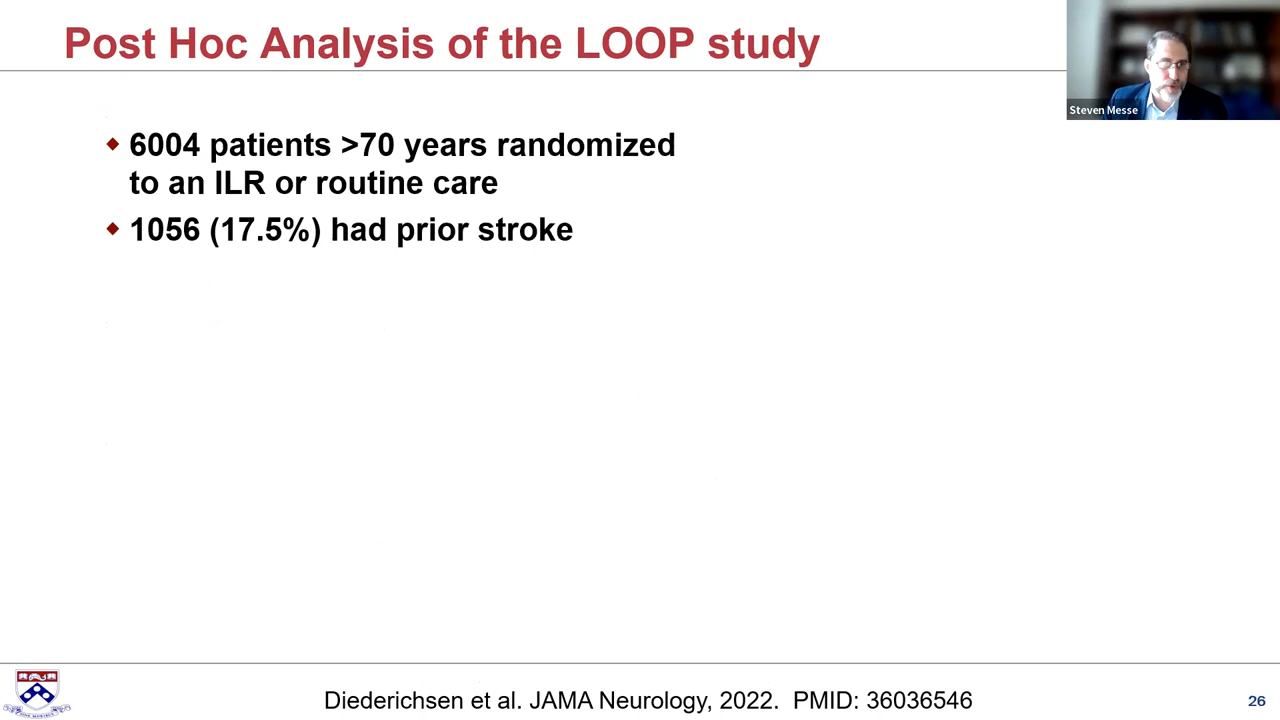 Post Hoc Analysis of the LOOP study
Steven Messe
6004 patients >70 years randomized
to an ILR or routine care
1056 (17.5%) had prior stroke
Diederichsen et al. JAMA Neurology, 2022.  PMID: 36036546
26